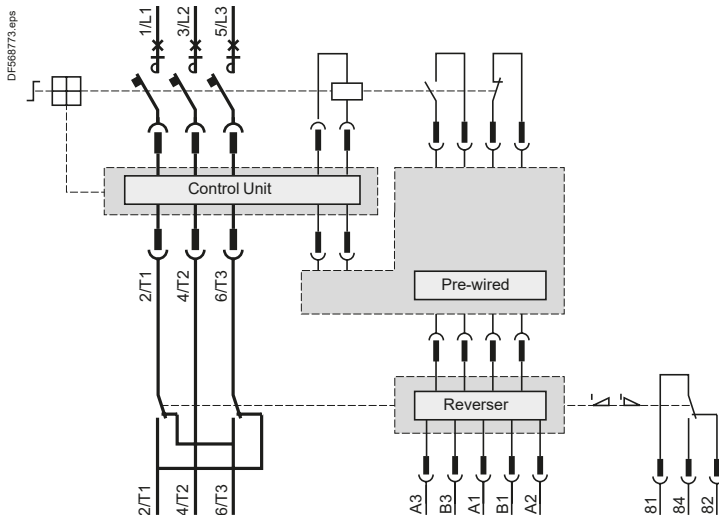 DF568773.eps
1/L1
3/L2
5/L3
Control Unit
2/T1
4/T2
6/T3
Pre-wired
Reverser
2/T1
4/T2
6/T3
A3
B3
A1
B1
A2
81
84
82